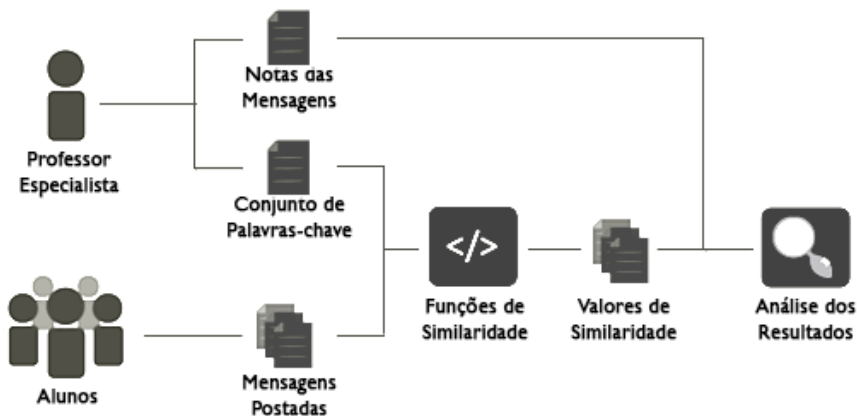 Notas das
Mensagens
Professor
Especialista
Conjunto de
Palavras-chave
</>
Funções de
Similaridade
Valores de
Similaridade
Análise dos
Resultados
Alunos
Mensagens
Postadas